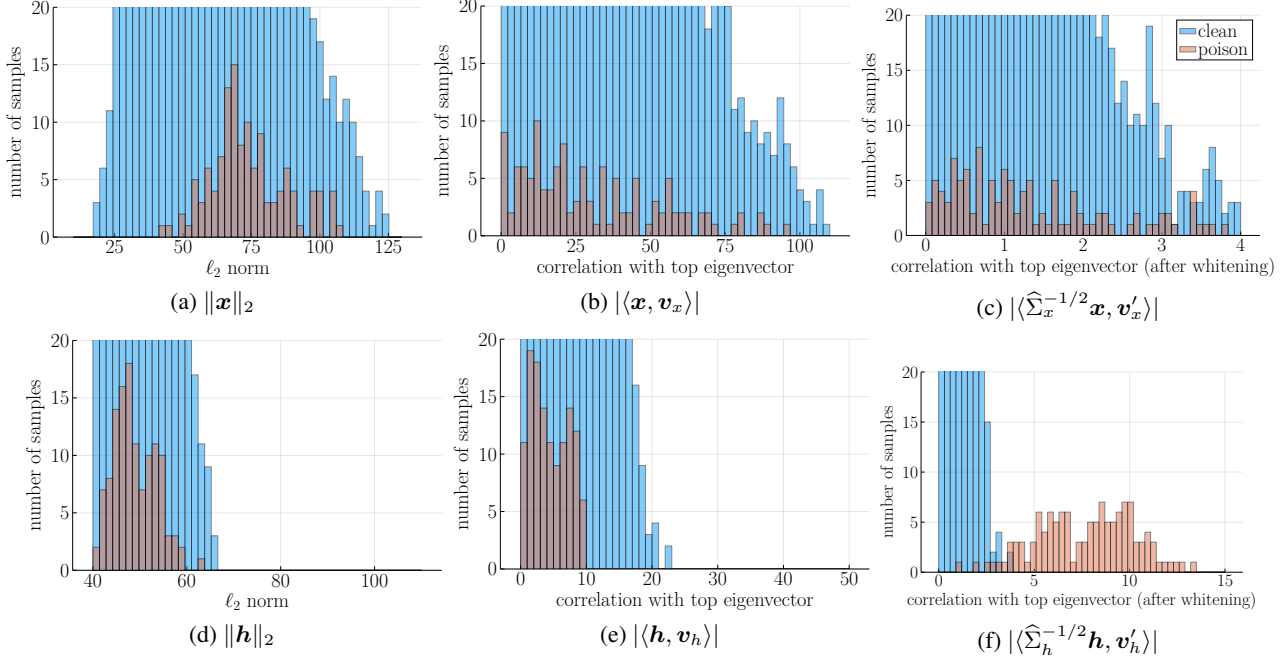 20
15
10
5
0
number of samples
25
50
75
100
125
ℓ₂ norm
(a) ‖x‖₂
20
15
10
5
0
number of samples
0
25
50
75
100
correlation with top eigenvector
(b) |⟨x, vₓ⟩|
20
15
10
5
0
number of samples
clean
poison
0
1
2
3
4
correlation with top eigenvector (after whitening)
(c) |⟨Σ̂ₓ^{-1/2} x, v′ₓ⟩|
20
15
10
5
0
number of samples
40
60
80
100
ℓ₂ norm
(d) ‖h‖₂
20
15
10
5
0
number of samples
0
10
20
30
40
50
correlation with top eigenvector
(e) |⟨h, vₕ⟩|
20
15
10
5
0
number of samples
0
5
10
15
correlation with top eigenvector (after whitening)
(f) |⟨Σ̂ₕ^{-1/2} h, v′ₕ⟩|